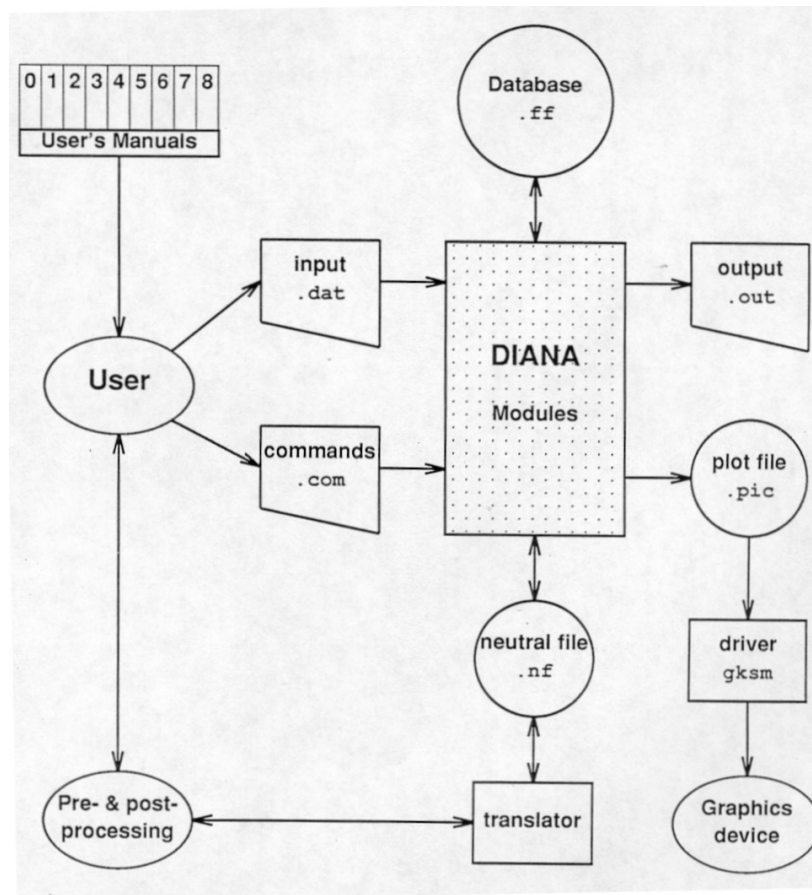 0 1 2 3 4 5 6 7 8
User's Manuals
Database
.ff
input
.dat
output
.out
User
DIANA
Modules
commands
.com
plot file
.pic
neutral file
.nf
driver
gksm
Pre- & post-
processing
translator
Graphics
device